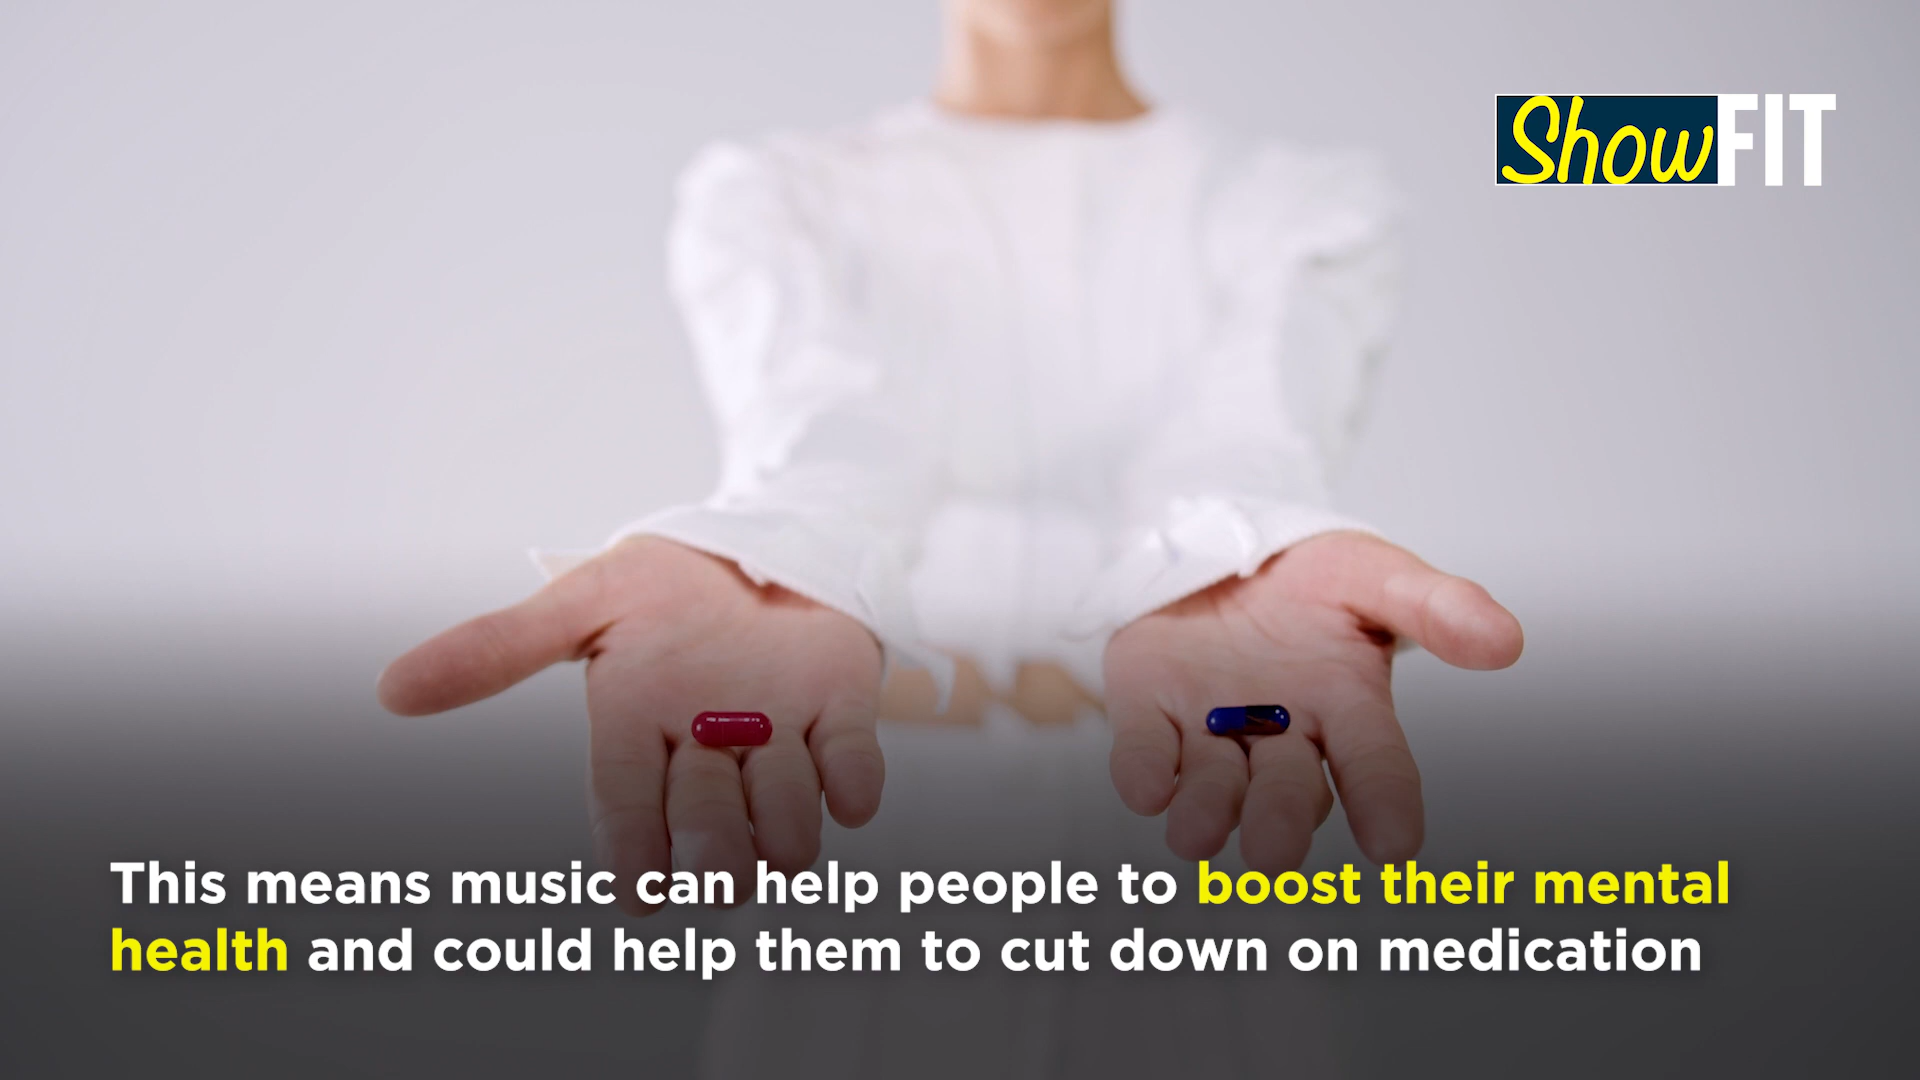 ShowFIT
This means music can help people to boost their mental
health and could help them to cut down on medication